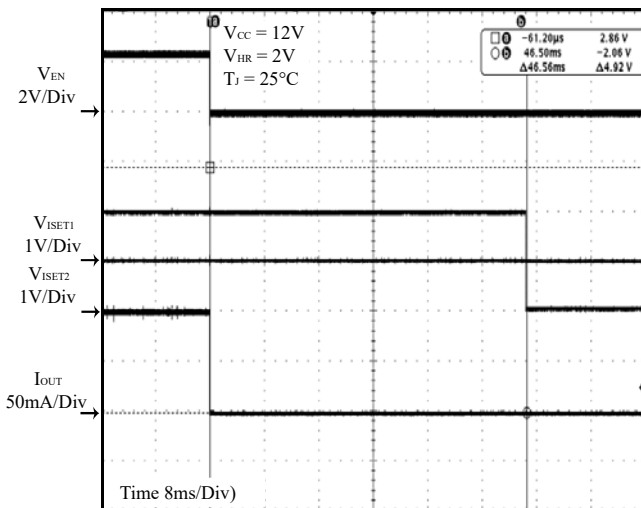 VCC = 12V
VHR = 2V
TJ = 25°C
a -61.20µs 2.86 V
b 46.50ms -2.06 V
Δ46.56ms Δ4.92 V
b
VEN
2V/Div
VISET1
1V/Div
VISET2
1V/Div
IOUT
50mA/Div
Time 8ms/Div)